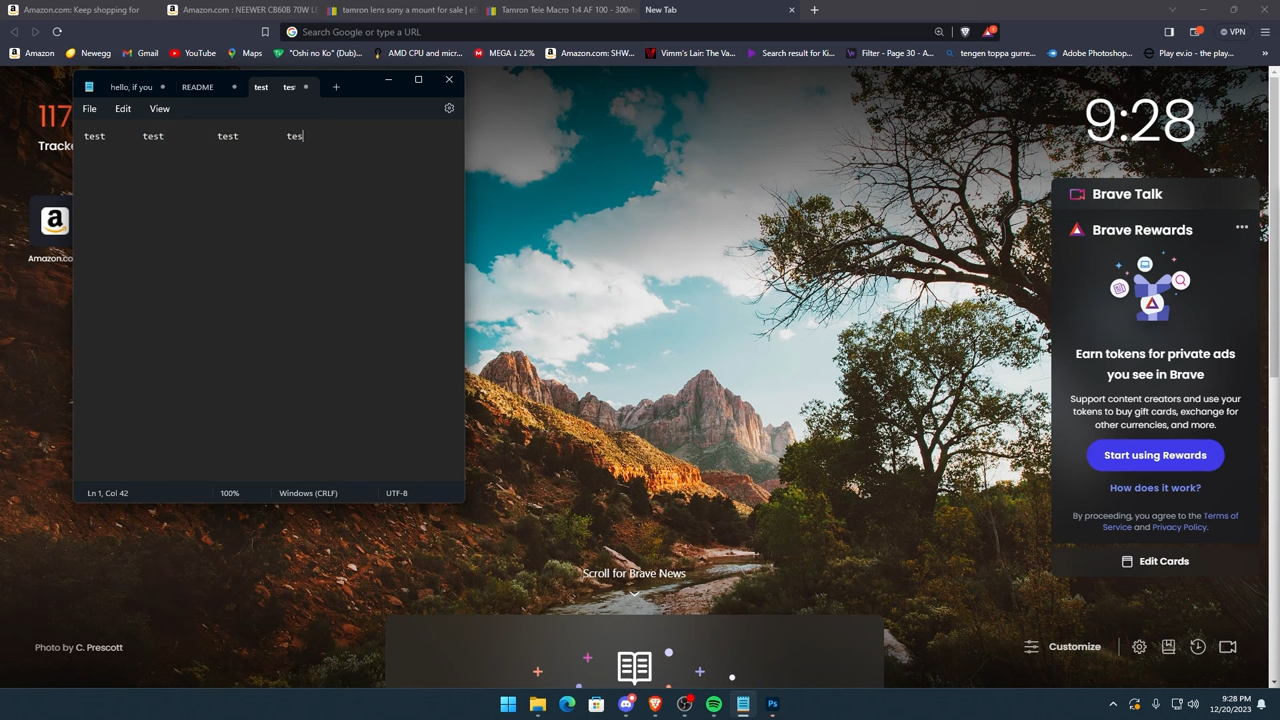 Amazon.com: Keep shopping for
Amazon.com : NEEWER CB60B 70W LE
tamron lens sony a mount for sale | eB
Tamron Tele Macro 1:4 AF 100 - 300m
New Tab
Search Google or type a URL
VPN
Amazon
Newegg
Gmail
YouTube
Maps
"Oshi no Ko" (Dub)...
AMD CPU and micr...
MEGA ⇓ 22%
Amazon.com: SHW...
Vimm's Lair: The Va...
Search result for Ki...
Filter - Page 30 - A...
tengen toppa gurre...
Adobe Photoshop...
Play ev.io - the play...
hello, if you
README
test tes
File Edit View
test test test tes
Ln 1, Col 42
100%
Windows (CRLF)
UTF-8
117
Tracke
Amazon.co
9:28
Brave Talk
Brave Rewards
Earn tokens for private ads
you see in Brave
Support content creators and use your
tokens to buy gift cards, exchange for
other currencies, and more.
Start using Rewards
How does it work?
By proceeding, you agree to the Terms of
Service and Privacy Policy.
Edit Cards
Scroll for Brave News
Photo by C. Prescott
Customize
Ps
9:28 PM
12/20/2023